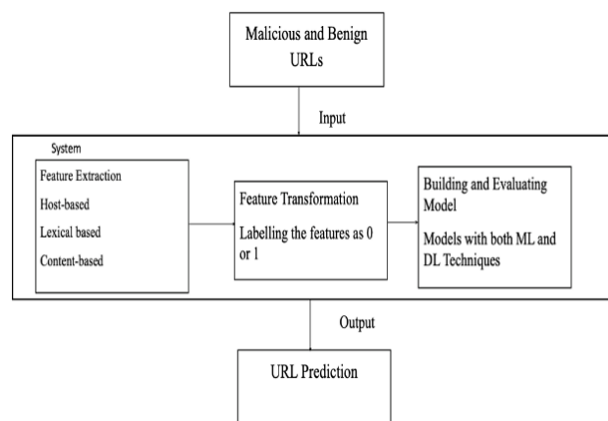 Malicious and Benign
URLs
Input
System
Feature Extraction
Host-based
Lexical based
Content-based
Feature Transformation
Labelling the features as 0
or 1
Building and Evaluating
Model
Models with both ML and
DL Techniques
Output
URL Prediction